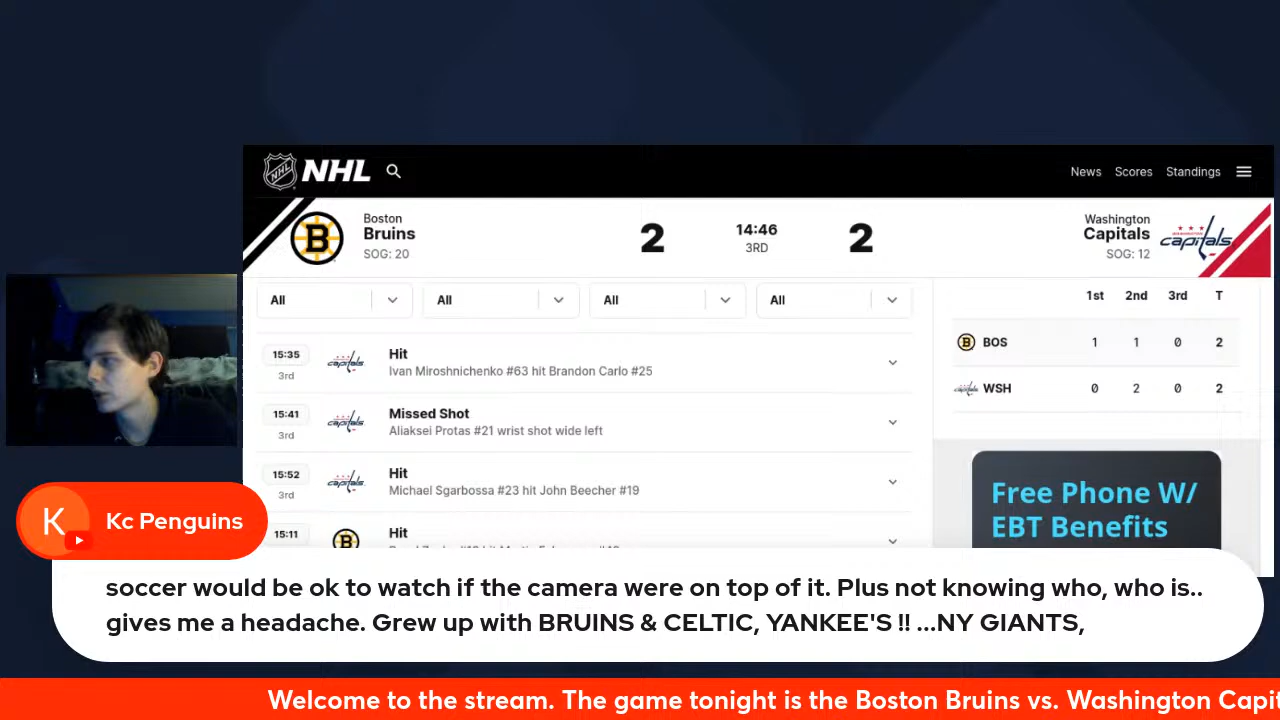 NHL
News Scores Standings
Boston
Bruins
SOG: 20
2
14:46
3RD
2
Washington
Capitals
SOG: 12
capitals
All All All All
15:35
3rd
Hit
Ivan Miroshnichenko #63 hit Brandon Carlo #25
15:41
3rd
Missed Shot
Aliaksei Protas #21 wrist shot wide left
15:52
3rd
Hit
Michael Sgarbossa #23 hit John Beecher #19
15:11
Hit
1st 2nd 3rd T
BOS 1 1 0 2
WSH 0 2 0 2
Free Phone W/
EBT Benefits
K Kc Penguins
soccer would be ok to watch if the camera were on top of it. Plus not knowing who, who is..
gives me a headache. Grew up with BRUINS & CELTIC, YANKEE'S !! ...NY GIANTS,
Welcome to the stream. The game tonight is the Boston Bruins vs. Washington Capit